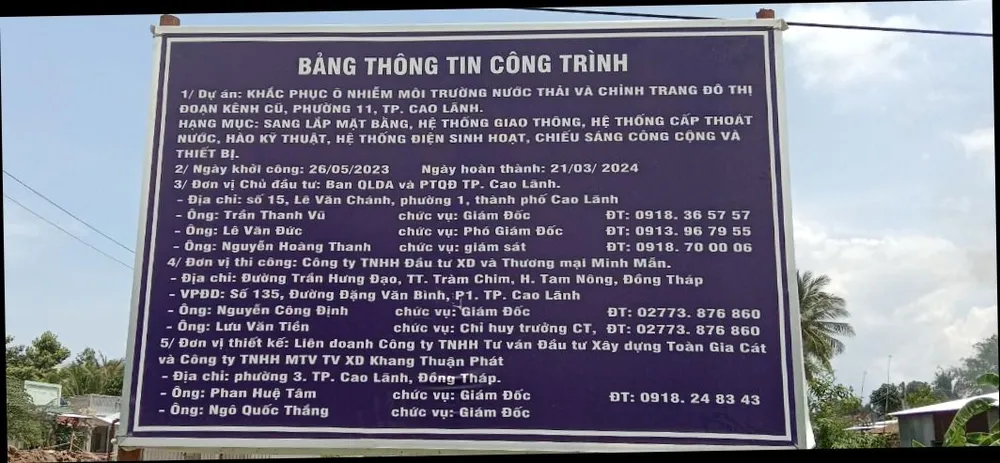 BẢNG THÔNG TIN CÔNG TRÌNH
1/ Dự án: KHẮC PHỤC Ô NHIỄM MÔI TRƯỜNG NƯỚC THẢI VÀ CHỈNH TRANG ĐÔ THỊ
ĐOẠN KÊNH CŨ, PHƯỜNG 11, TP. CAO LÃNH.
HẠNG MỤC: SANG LẤP MẶT BẰNG, HỆ THỐNG GIAO THÔNG, HỆ THỐNG CẤP THOÁT
NƯỚC, HÀO KỸ THUẬT, HỆ THỐNG ĐIỆN SINH HOẠT, CHIẾU SÁNG CÔNG CỘNG VÀ
THIẾT BỊ.
2/ Ngày khởi công: 26/05/2023 Ngày hoàn thành: 21/03/ 2024
3/ Đơn vị Chủ đầu tư: Ban QLDA và PTQĐ TP. Cao Lãnh.
- Địa chỉ: số 15, Lê Văn Chánh, phường 1, thành phố Cao Lãnh
- Ông: Trần Thanh Vũ chức vụ: Giám Đốc ĐT: 0918. 36 57 57
- Ông: Lê Văn Đức chức vụ: Phó Giám Đốc ĐT: 0913. 96 79 55
- Ông: Nguyễn Hoàng Thanh chức vụ: giám sát ĐT: 0918. 70 00 06
4/ Đơn vị thi công: Công ty TNHH Đầu tư XD và Thương mại Minh Mẫn.
- Địa chỉ: Đường Trần Hưng Đạo, TT. Tràm Chim, H. Tam Nông, Đồng Tháp
- VPĐD: Số 135, Đường Đặng Văn Bình, P1. TP. Cao Lãnh
- Ông: Nguyễn Công Định chức vụ: Giám Đốc ĐT: 02773. 876 860
- Ông: Lưu Văn Tiền chức vụ: Chỉ huy trưởng CT, ĐT: 02773. 876 860
5/ Đơn vị thiết kế: Liên doanh Công ty TNHH Tư vấn Đầu tư Xây dựng Toàn Gia Cát
và Công ty TNHH MTV TV XD Khang Thuận Phát
- Địa chỉ: phường 3. TP. Cao Lãnh, Đồng Tháp.
- Ông: Phan Huệ Tâm chức vụ: Giám Đốc ĐT: 0918. 24 83 43
- Ông: Ngô Quốc Thắng chức vụ: Giám Đốc